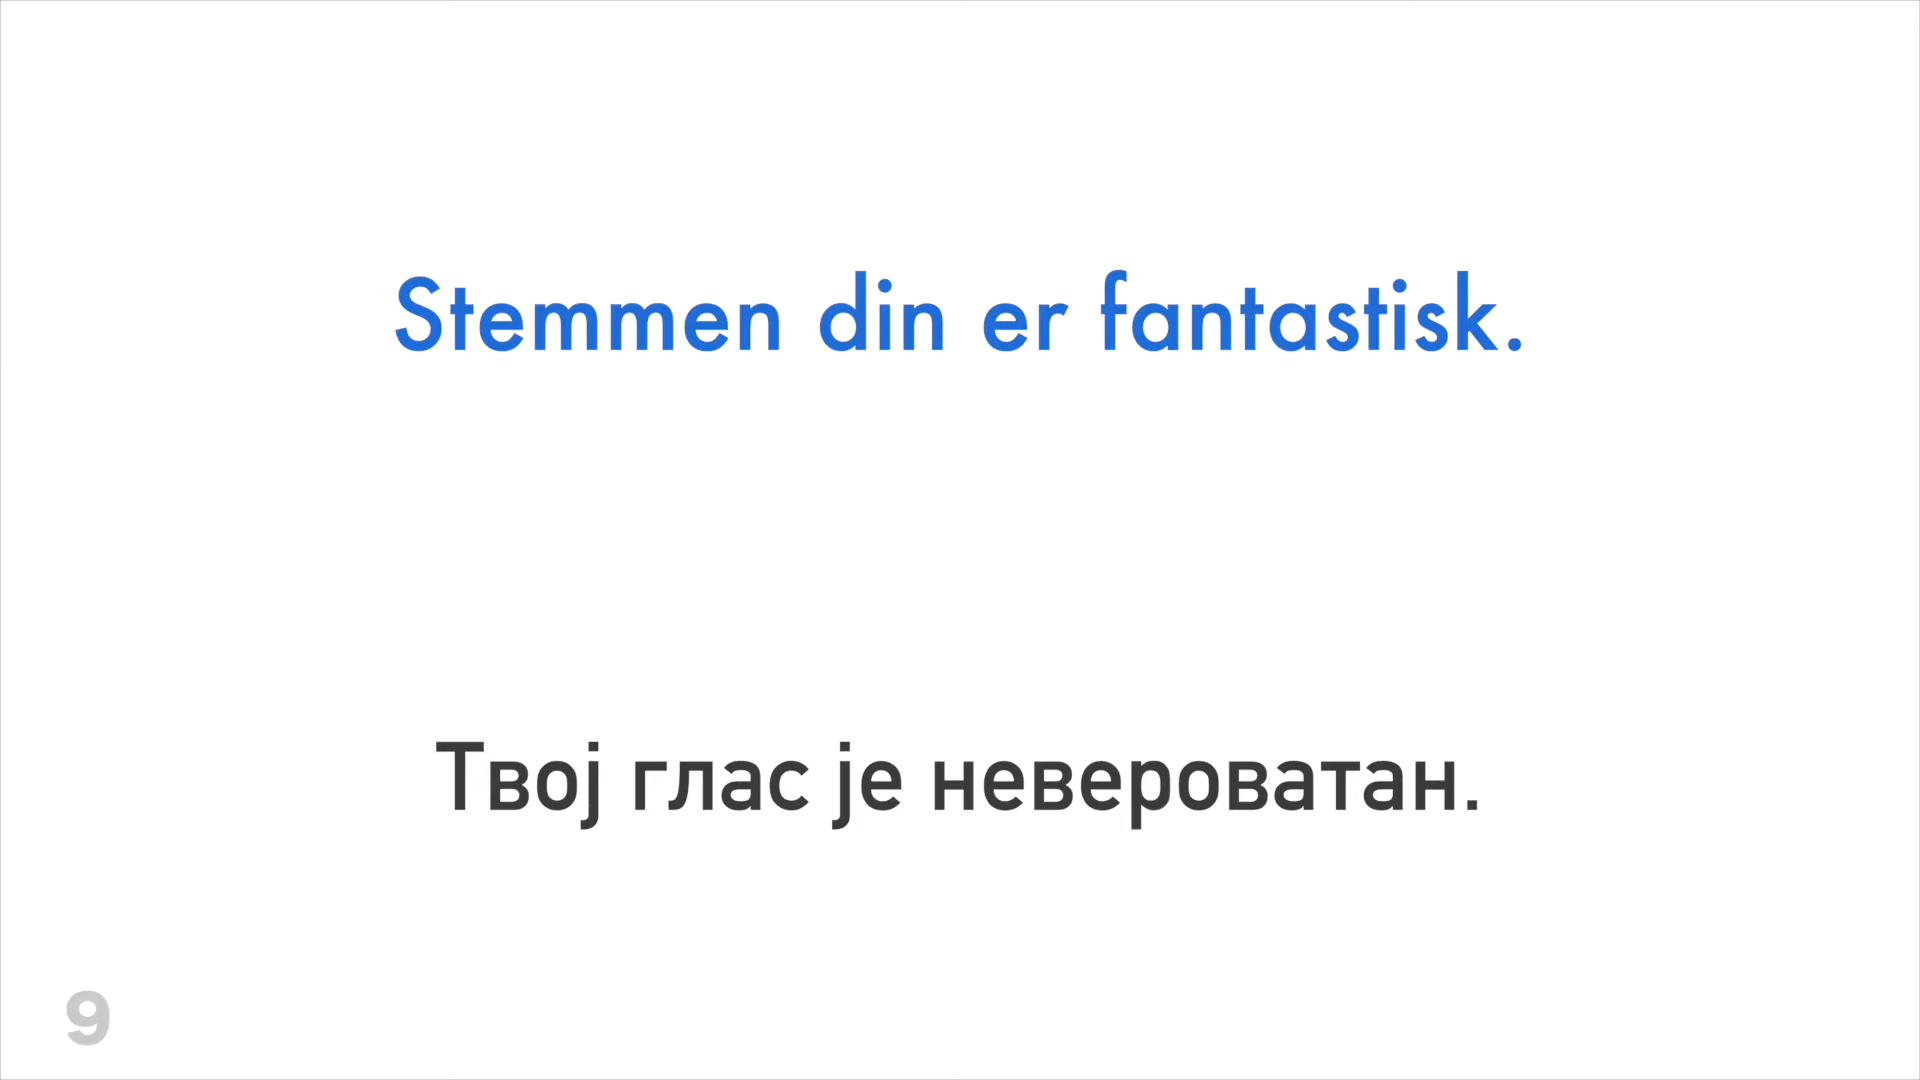 Stemmen din er fantastisk.
Твој глас је невероватан.
9